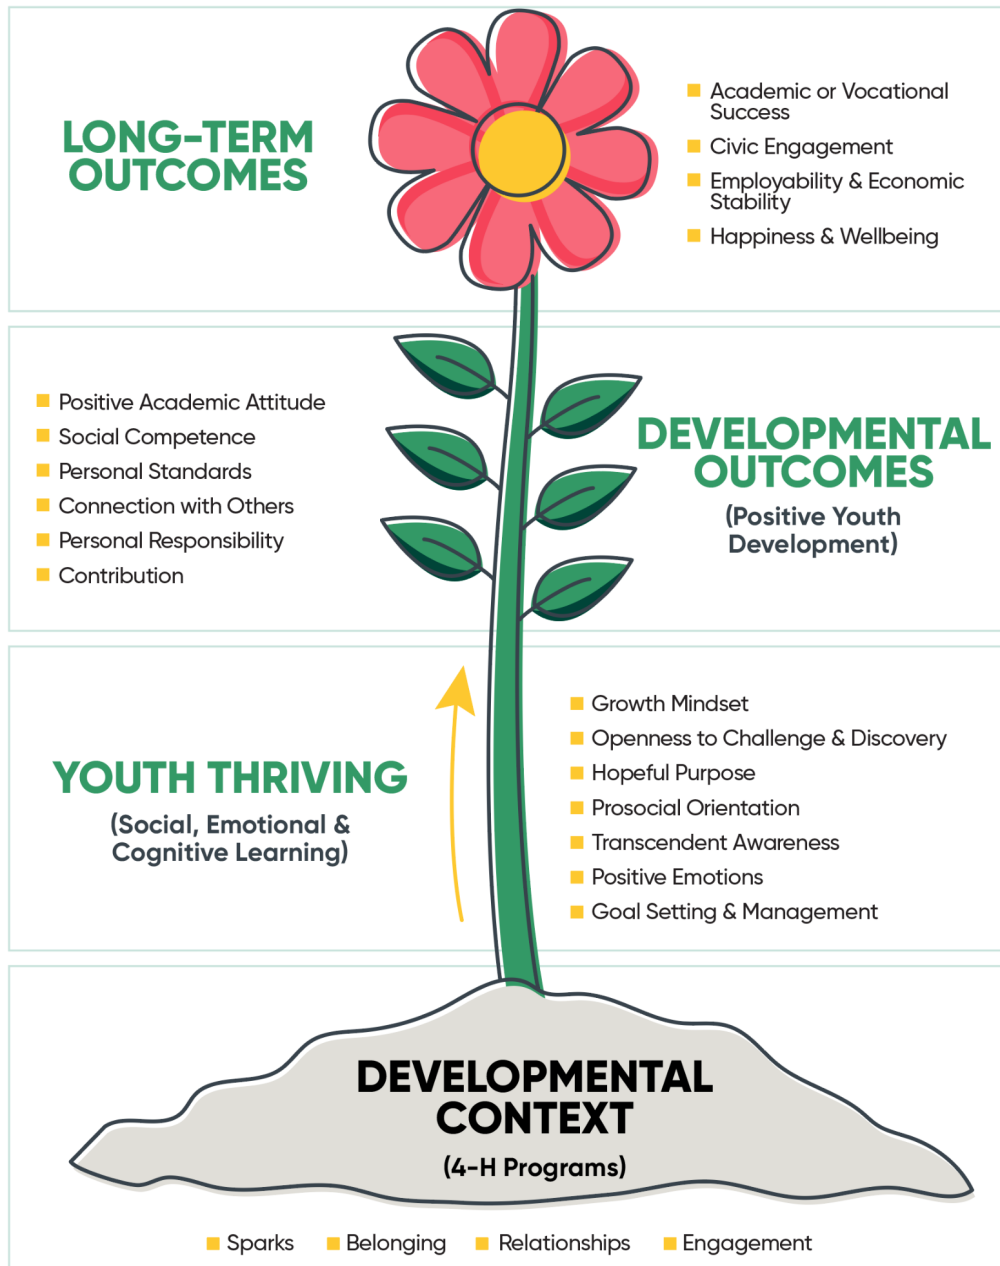 LONG-TERM
OUTCOMES
Academic or Vocational
Success
Civic Engagement
Employability & Economic
Stability
Happiness & Wellbeing
Positive Academic Attitude
Social Competence
Personal Standards
Connection with Others
Personal Responsibility
Contribution
DEVELOPMENTAL
OUTCOMES
(Positive Youth
Development)
YOUTH THRIVING
(Social, Emotional &
Cognitive Learning)
Growth Mindset
Openness to Challenge & Discovery
Hopeful Purpose
Prosocial Orientation
Transcendent Awareness
Positive Emotions
Goal Setting & Management
DEVELOPMENTAL
CONTEXT
(4-H Programs)
Sparks Belonging Relationships Engagement